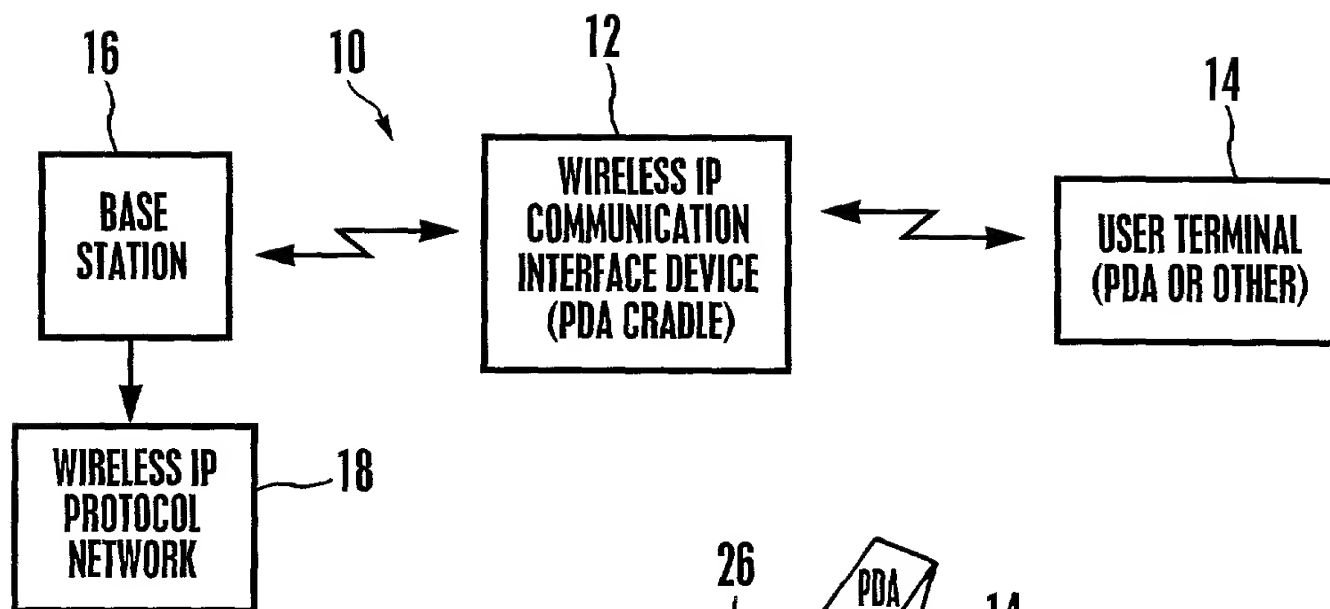 16
10
12
14
BASE
STATION
WIRELESS IP
COMMUNICATION
INTERFACE DEVICE
(PDA CRADLE)
USER TERMINAL
(PDA OR OTHER)
WIRELESS IP
PROTOCOL
NETWORK
18
26
PDA
14